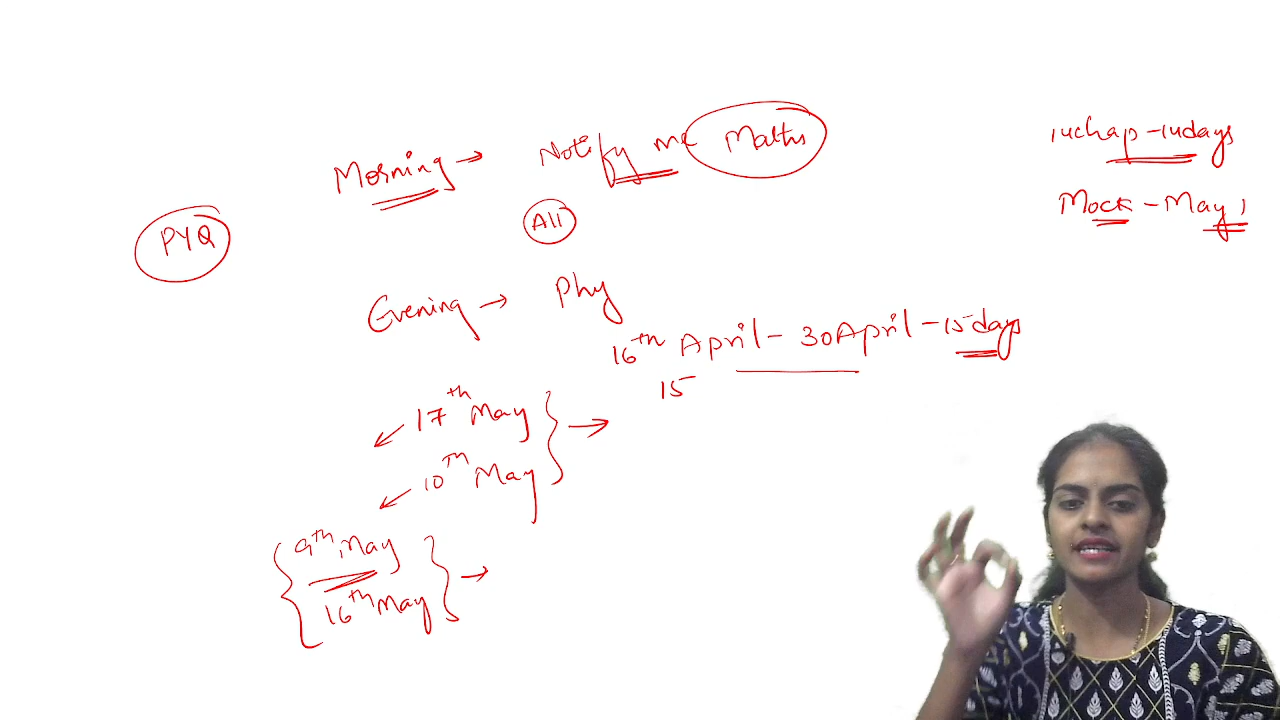 Morning → Notify me Maths
14chap - 14days
Mock - May 1
PYQ
All
Evening → Phy
16th April - 30April - 15days
15
17th May
10th May
9th May
16th May